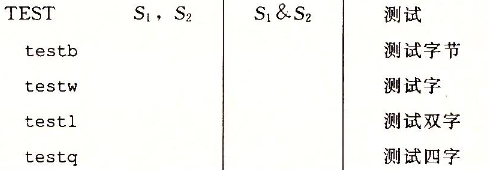 TEST S₁, S₂ S₁&S₂ 测试
testb 测试字节
testw 测试字
testl 测试双字
testq 测试四字